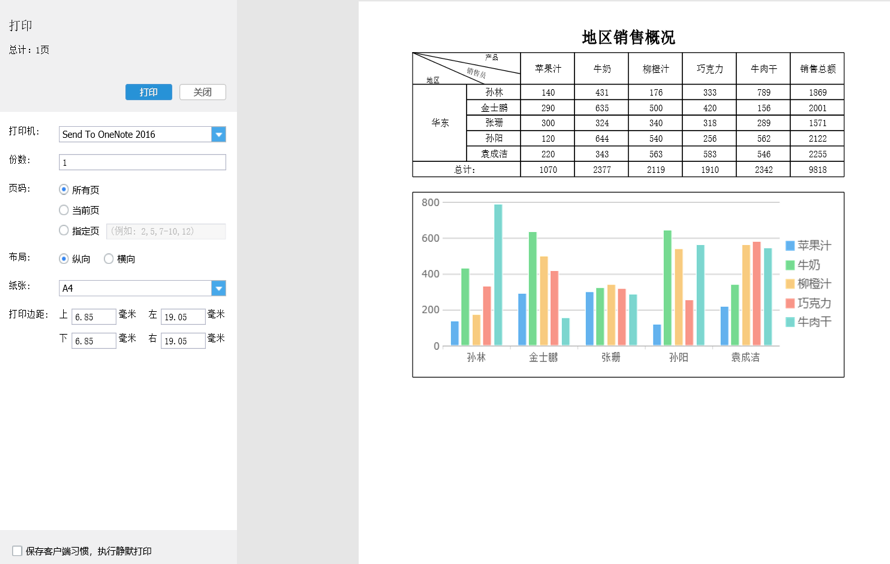 打印
总计：1页
打印 关闭
打印机： Send To OneNote 2016
份数： 1
页码： 所有页
当前页
指定页 (例如: 2,5,7-10,12)
布局： 纵向 横向
纸张： A4
打印边距： 上 6.85 毫米 左 19.05 毫米
下 6.85 毫米 右 19.05 毫米
保存客户端习惯，执行静默打印
地区销售概况
产品 销售员 地区 苹果汁 牛奶 柳橙汁 巧克力 牛肉干 销售总额
华东 孙林 140 431 176 333 789 1869
金士鹏 290 635 500 420 156 2001
张珊 300 324 340 318 289 1571
孙阳 120 644 540 256 562 2122
袁成洁 220 343 563 583 546 2255
总计： 1070 2377 2119 1910 2342 9818
800
600
400
200
0
孙林 金士鹏 张珊 孙阳 袁成洁
苹果汁
牛奶
柳橙汁
巧克力
牛肉干